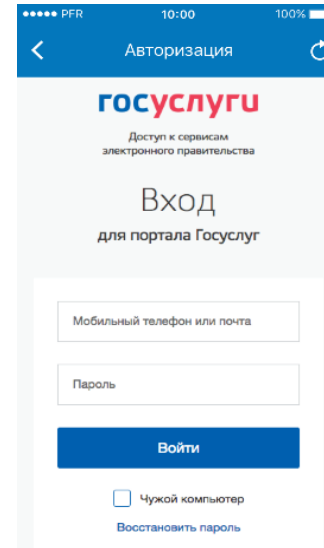 PFR 10:00 100%
Авторизация
госуслуги
Доступ к сервисам
электронного правительства
Вход
для портала Госуслуг
Мобильный телефон или почта
Пароль
Войти
Чужой компьютер
Восстановить пароль